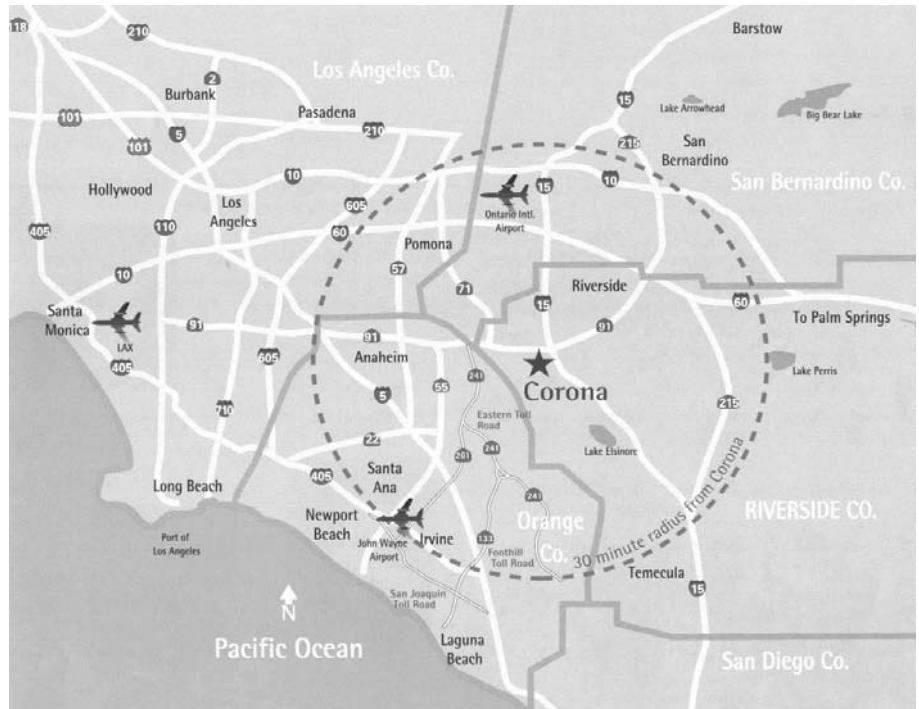 118
210
Barstow
Los Angeles Co.
2
Burbank
15
Lake Arrowhead
Big Bear Lake
Pasadena
101
5
210
101
215
San
Bernardino
10
15
10
San Bernardino Co.
Hollywood
605
Los
Angeles
Ontario Intl.
Airport
110
405
60
Pomona
57
10
71
Riverside
15
60
Santa
Monica
LAX
91
91
91
To Palm Springs
605
Anaheim
405
241
Corona
Lake Perris
55
5
710
215
Eastern Toll
Road
22
241
261
Lake Elsinore
405
Santa
Ana
241
Long Beach
Newport
Beach
Orange
Co.
RIVERSIDE CO.
Port of
Los Angeles
John Wayne
Airport
Irvine
133
Foothill
Toll Road
30 minute radius from Corona
Temecula
15
San Joaquin
Toll Road
N
Pacific Ocean
Laguna
Beach
San Diego Co.